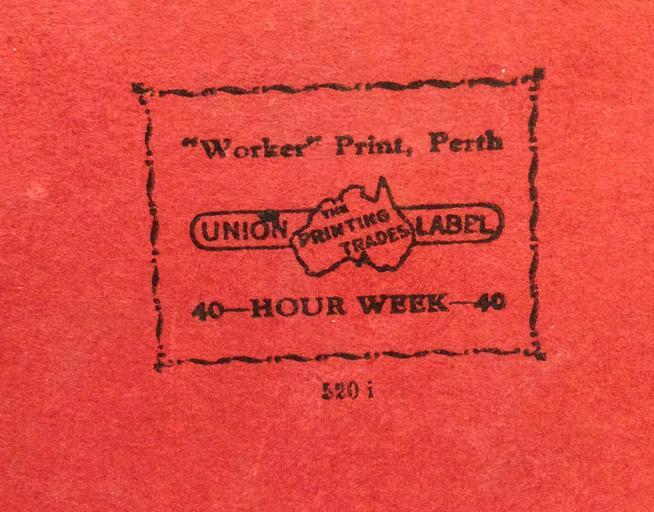 "Worker" Print, Perth
UNION THE PRINTING TRADES LABEL
40—HOUR WEEK—40
520 i